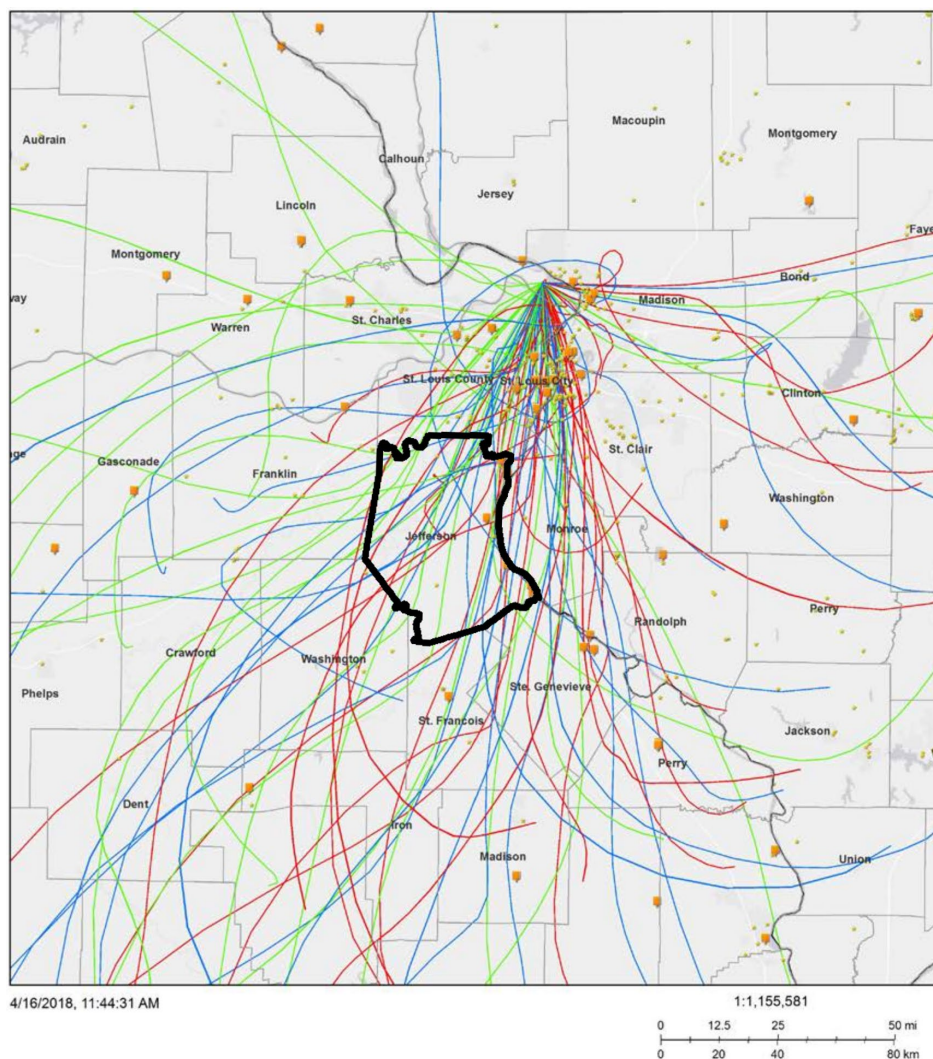 Macoupin
Audrain
Montgomery
Calhoun
Jersey
Lincoln
Faye
Montgomery
Bond
way
Madison
St. Charles
Warren
St. Louis County
St. Louis City
Clinton
St. Clair
Gasconade
Franklin
Washington
Jefferson
Monroe
Perry
Randolph
Crawford
Washington
Ste. Genevieve
Phelps
St. Francois
Jackson
Perry
Dent
Iron
Madison
Union
4/16/2018, 11:44:31 AM
1:1,155,581
0 12.5 25 50 mi
0 20 40 80 km